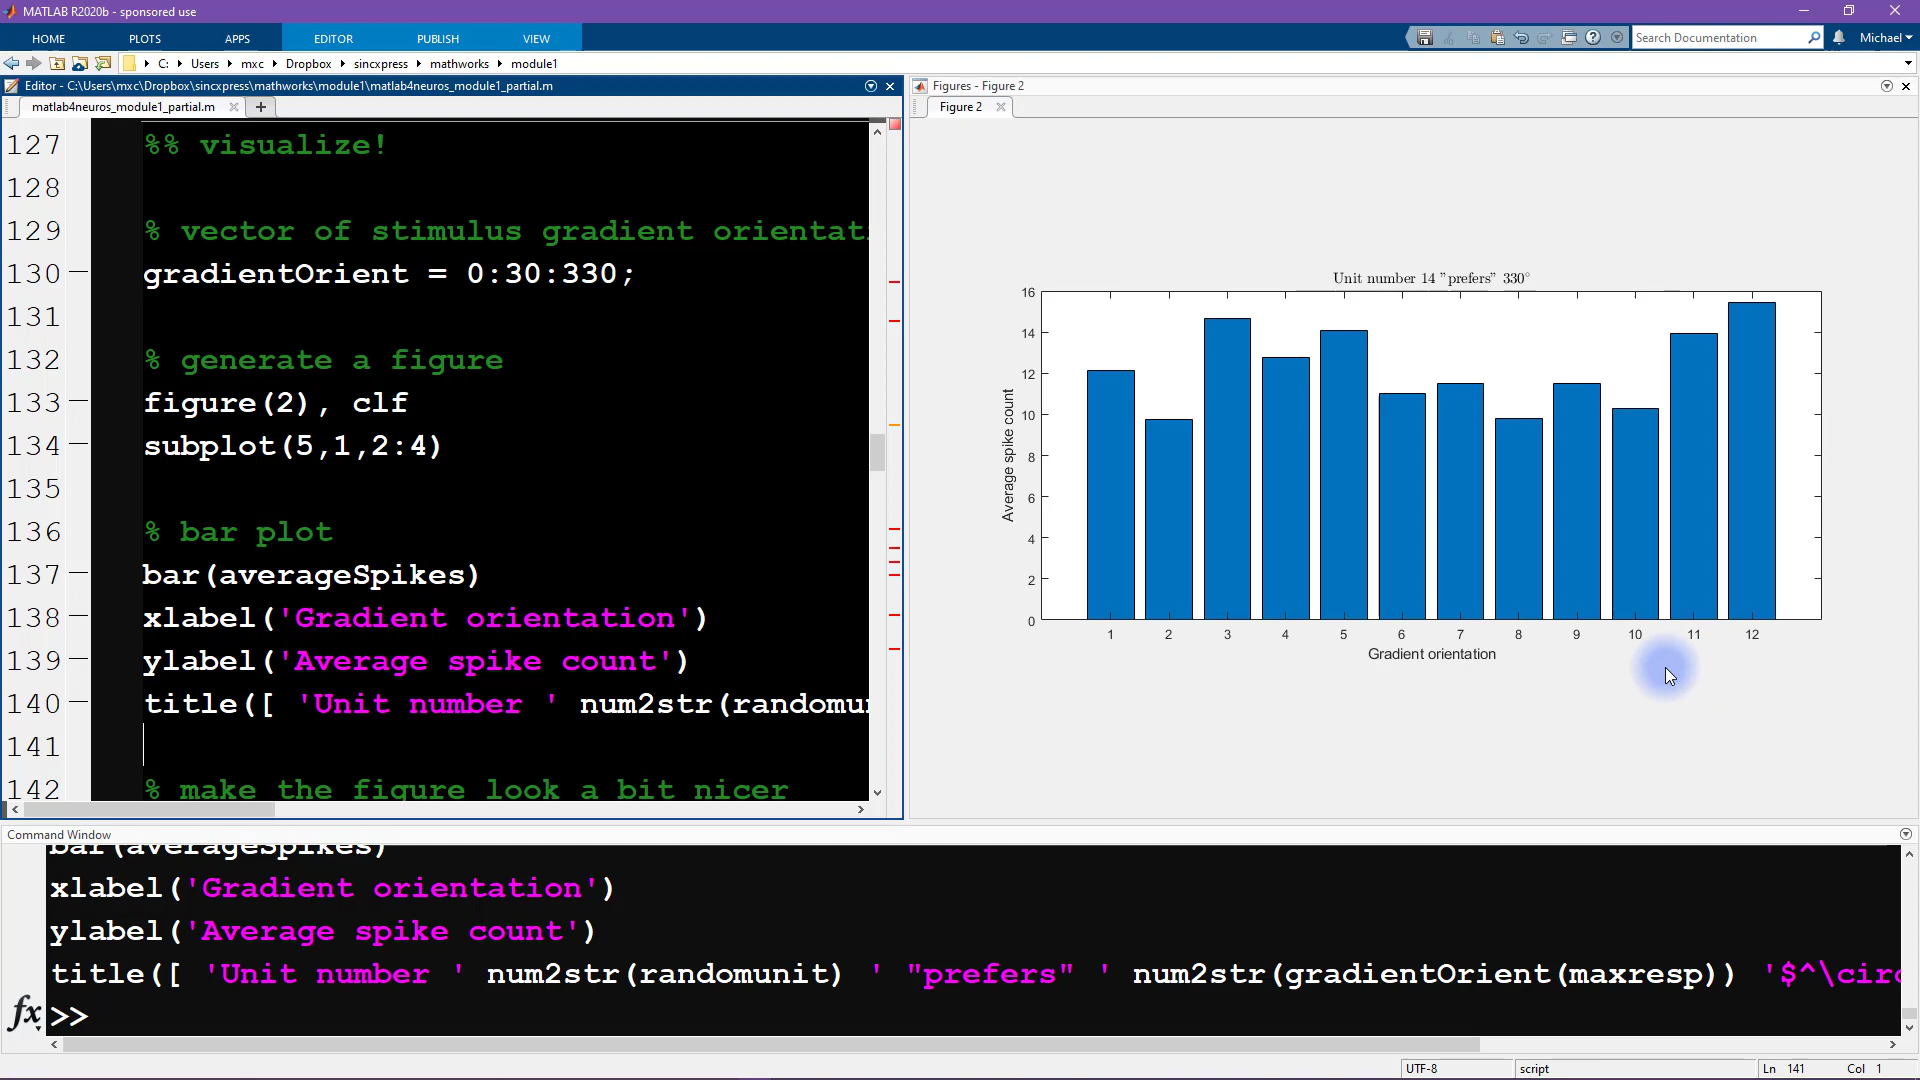 MATLAB R2020b - sponsored use
HOME PLOTS APPS EDITOR PUBLISH VIEW
Search Documentation
Michael
C: Users mxc Dropbox sincxpress mathworks module1
Editor - C:\Users\mxc\Dropbox\sincxpress\mathworks\module1\matlab4neuros_module1_partial.m
matlab4neuros_module1_partial.m
127 %% visualize!
128
129 % vector of stimulus gradient orientat
130 gradientOrient = 0:30:330;
131
132 % generate a figure
133 figure(2), clf
134 subplot(5,1,2:4)
135
136 % bar plot
137 bar(averageSpikes)
138 xlabel('Gradient orientation')
139 ylabel('Average spike count')
140 title([ 'Unit number ' num2str(randomun
141
142 % make the figure look a bit nicer
Figures - Figure 2
Figure 2
Unit number 14 "prefers" 330°
16
14
12
10
8
6
4
2
0
Average spike count
1 2 3 4 5 6 7 8 9 10 11 12
Gradient orientation
Command Window
bar(averageSpikes)
xlabel('Gradient orientation')
ylabel('Average spike count')
title([ 'Unit number ' num2str(randomunit) ' "prefers" ' num2str(gradientOrient(maxresp)) '$^\circ
fx >>
UTF-8 script Ln 141 Col 1